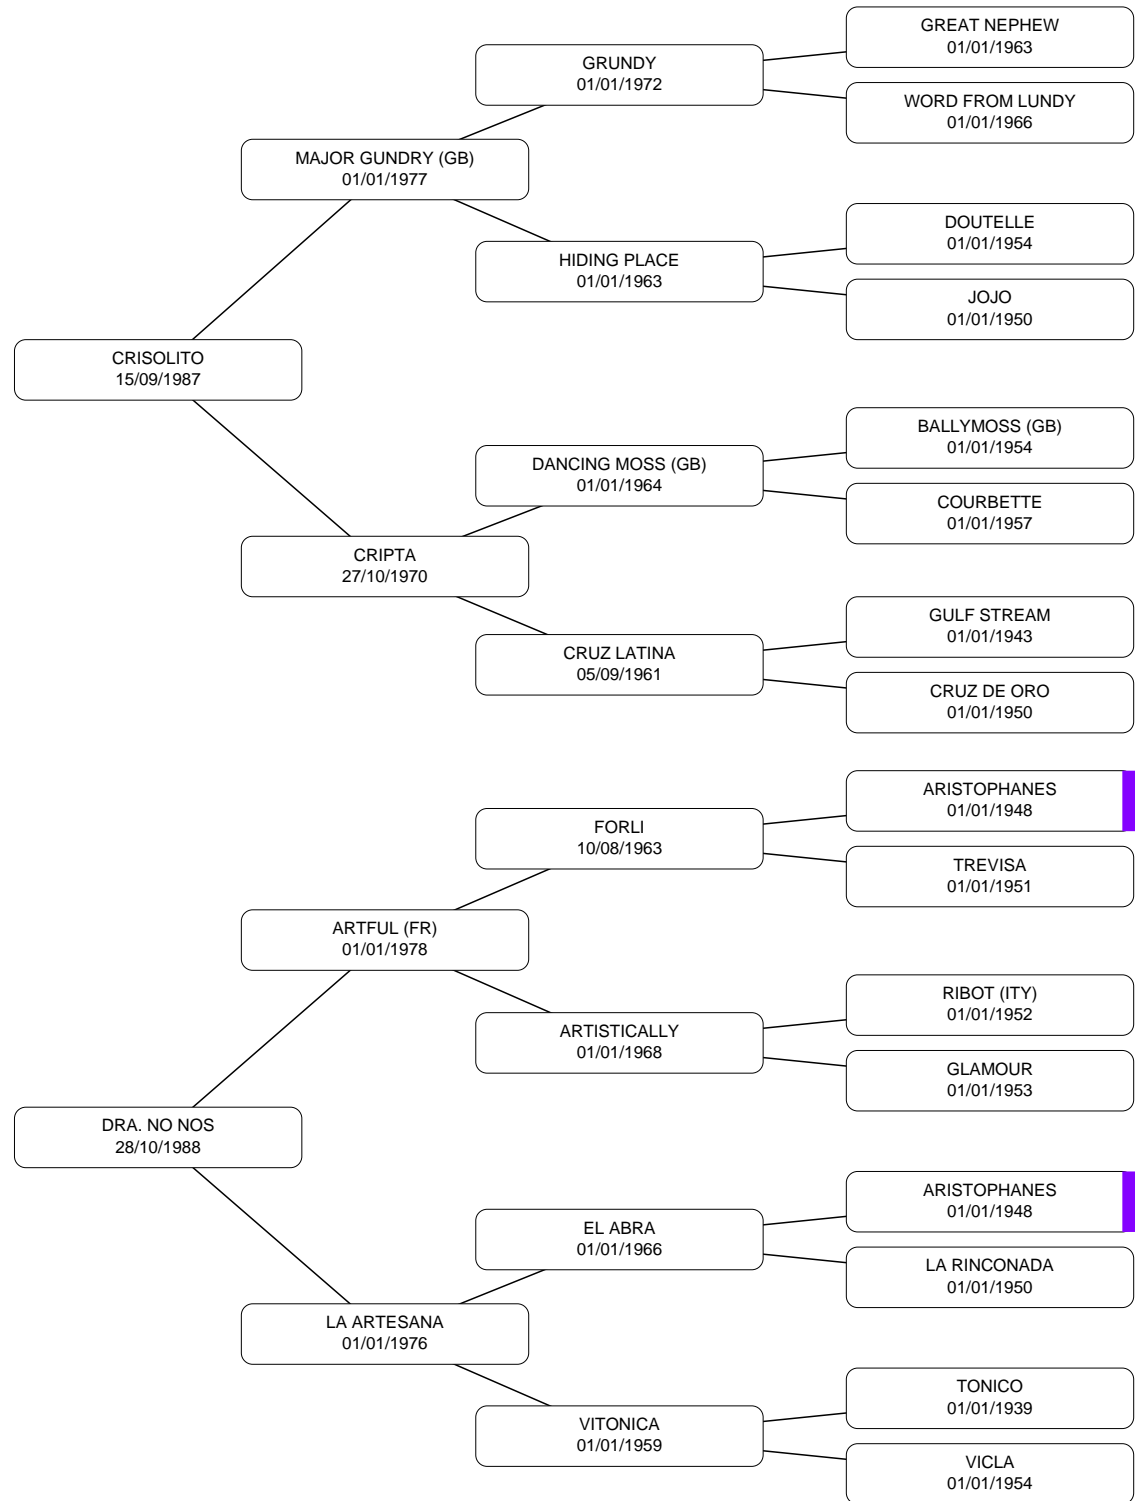 GREAT NEPHEW
01/01/1963
GRUNDY
01/01/1972
WORD FROM LUNDY
01/01/1966
MAJOR GUNDRY (GB)
01/01/1977
DOUTELLE
01/01/1954
HIDING PLACE
01/01/1963
JOJO
01/01/1950
CRISOLITO
15/09/1987
BALLYMOSS (GB)
01/01/1954
DANCING MOSS (GB)
01/01/1964
COURBETTE
01/01/1957
CRIPTA
27/10/1970
GULF STREAM
01/01/1943
CRUZ LATINA
05/09/1961
CRUZ DE ORO
01/01/1950
ARISTOPHANES
01/01/1948
FORLI
10/08/1963
TREVISA
01/01/1951
ARTFUL (FR)
01/01/1978
RIBOT (ITY)
01/01/1952
ARTISTICALLY
01/01/1968
GLAMOUR
01/01/1953
DRA. NO NOS
28/10/1988
ARISTOPHANES
01/01/1948
EL ABRA
01/01/1966
LA RINCONADA
01/01/1950
LA ARTESANA
01/01/1976
TONICO
01/01/1939
VITONICA
01/01/1959
VICLA
01/01/1954